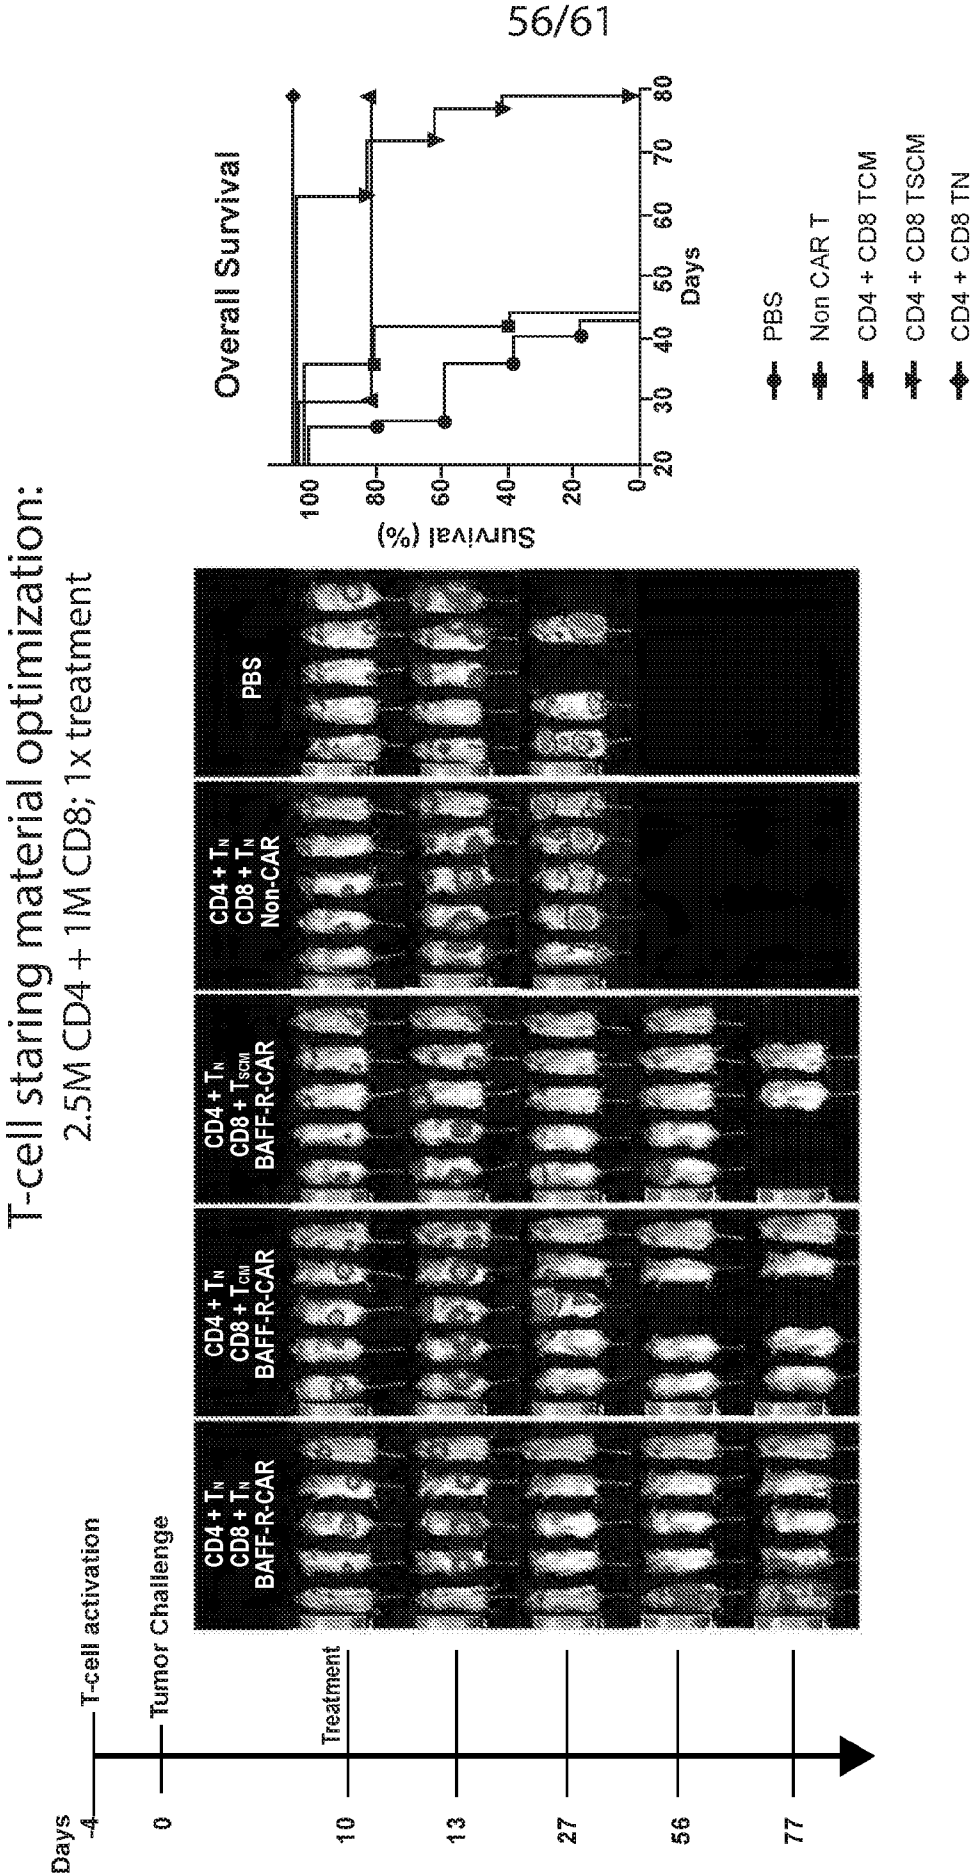 56/61
T-cell staring material optimization:
2.5M CD4 + 1M CD8; 1x treatment
Days
-4
T-cell activation
0
Tumor Challenge
Treatment
10
13
27
56
77
CD4 + TN
CD8 + TN
BAFF-R-CAR
CD4 + TN
CD8 + TCM
BAFF-R-CAR
CD4 + TN
CD8 + TSCM
BAFF-R-CAR
CD4 + TN
CD8 + TN
Non-CAR
PBS
Overall Survival
Survival (%)
100
80
60
40
20
0
20
30
40
50
60
70
80
Days
PBS
Non CAR T
CD4 + CD8 TCM
CD4 + CD8 TSCM
CD4 + CD8 TN